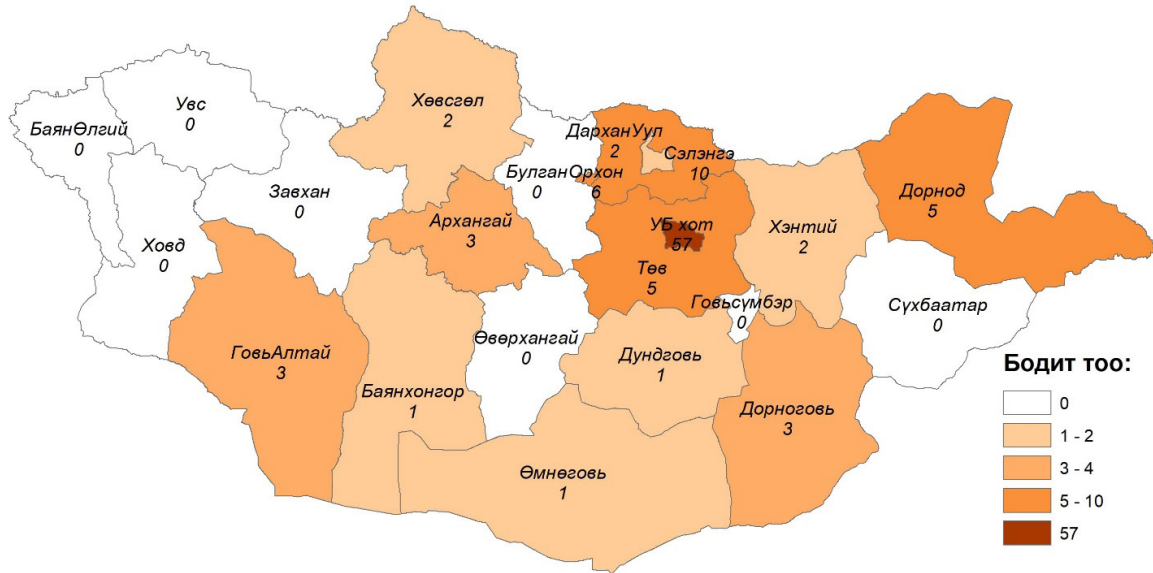 Увс
0
БаянӨлгий
0
Ховд
0
Завхан
0
Хөвсгөл
2
Архангай
3
Булган
0
Орхон
6
ДарханУул
2
Сэлэнгэ
10
УБ хот
57
Төв
5
Хэнтий
2
Дорнод
5
Сүхбаатар
0
Говьсүмбэр
0
ГовьАлтай
3
Баянхонгор
1
Өвөрхангай
0
Дундговь
1
Дорноговь
3
Өмнөговь
1
Бодит тоо:
0
1 - 2
3 - 4
5 - 10
57